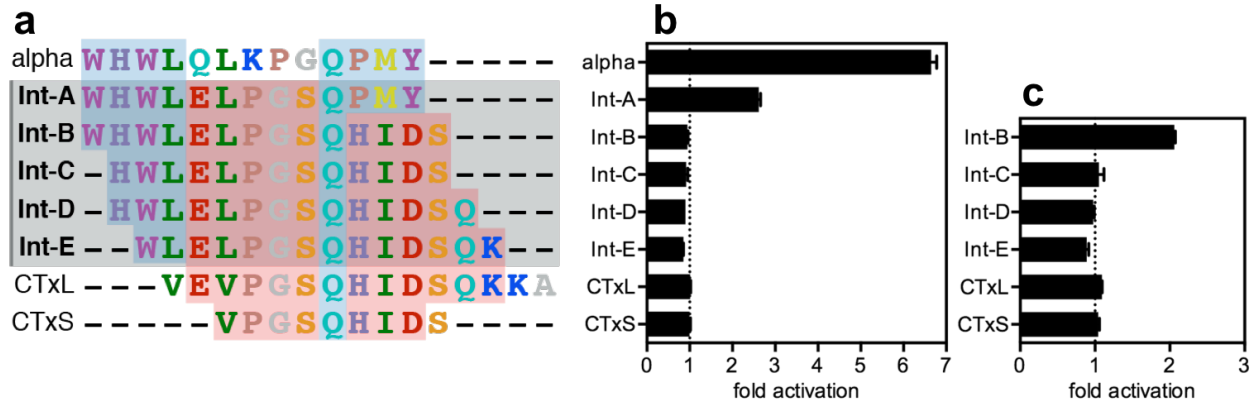 a
alpha WHWLQLKPGQPMY-----
Int-A WHWLELPGSQPMY-----
Int-B WHWLELPGSQHIDS----
Int-C -HWLELPGSQHIDS----
Int-D -HWLELPGSQHIDSQ---
Int-E --WLELPGSQHIDSQK--
CTxL ---VEVPGSQHIDSQKKA
CTxS -----VPGSQHIDS----
b
alpha
Int-A
Int-B
Int-C
Int-D
Int-E
CTxL
CTxS
0 1 2 3 4 5 6 7
fold activation
c
Int-B
Int-C
Int-D
Int-E
CTxL
CTxS
0 1 2 3
fold activation